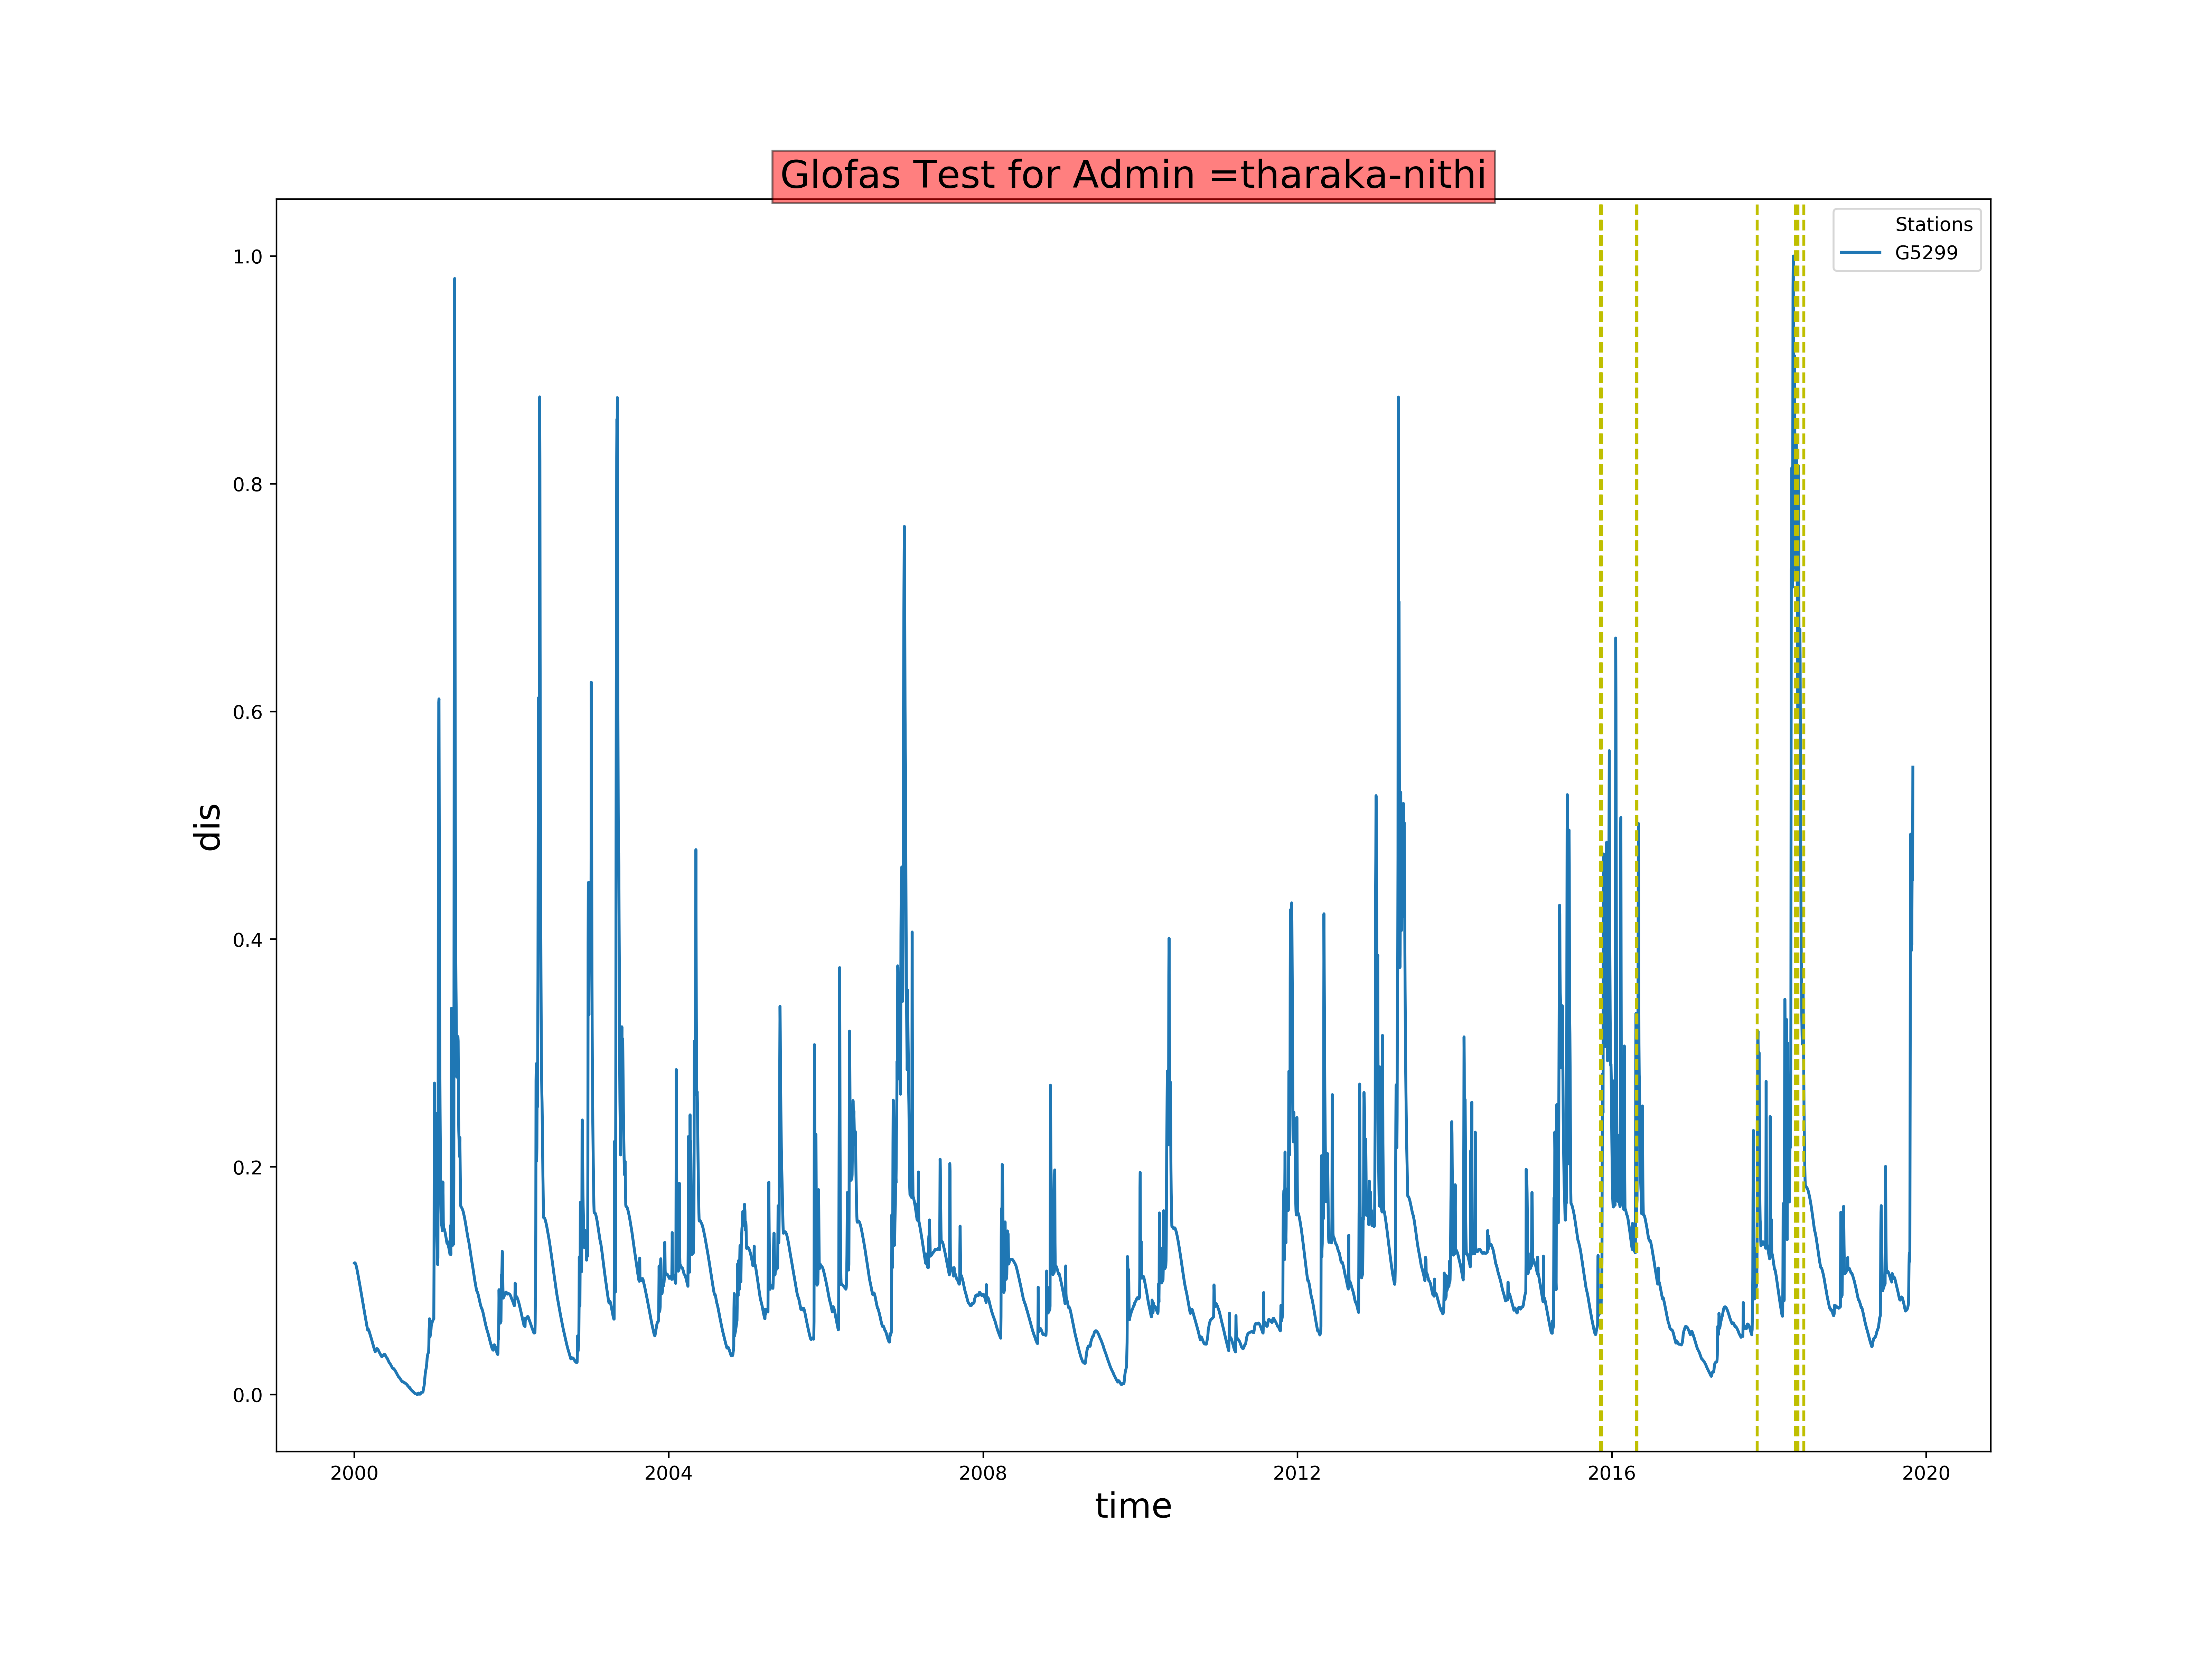 Glofas Test for Admin =tharaka-nithi
Stations
G5299
1.0
0.8
0.6
0.4
0.2
0.0
dis
2000 2004 2008 2012 2016 2020
time